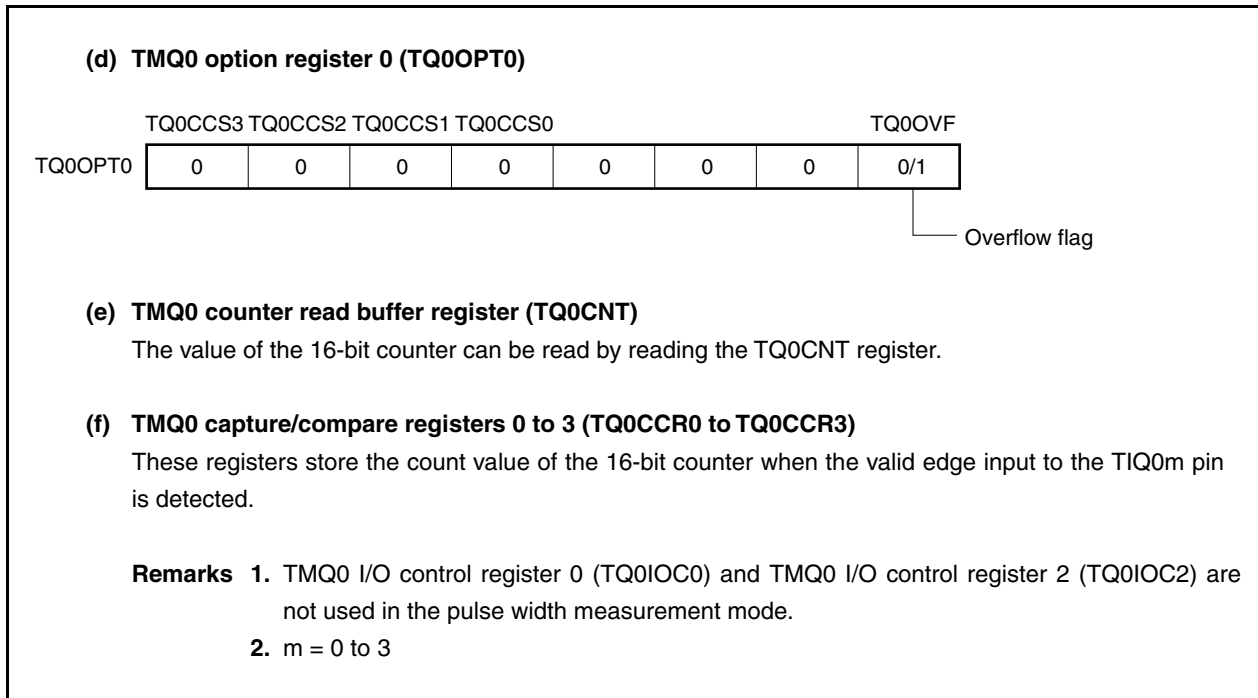 (d) TMQ0 option register 0 (TQ0OPT0)
TQ0CCS3 TQ0CCS2 TQ0CCS1 TQ0CCS0 TQ0OVF
TQ0OPT0 0 0 0 0 0 0 0 0/1
Overflow flag
(e) TMQ0 counter read buffer register (TQ0CNT)
The value of the 16-bit counter can be read by reading the TQ0CNT register.
(f) TMQ0 capture/compare registers 0 to 3 (TQ0CCR0 to TQ0CCR3)
These registers store the count value of the 16-bit counter when the valid edge input to the TIQ0m pin
is detected.
Remarks 1. TMQ0 I/O control register 0 (TQ0IOC0) and TMQ0 I/O control register 2 (TQ0IOC2) are
not used in the pulse width measurement mode.
2. m = 0 to 3